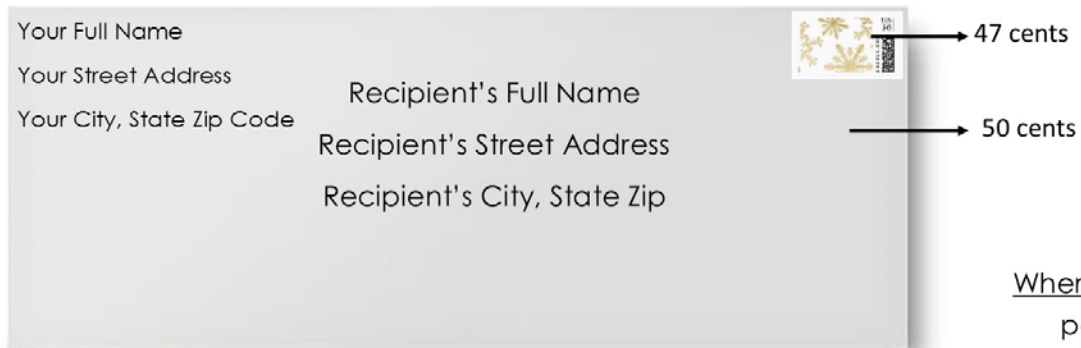 Your Full Name
Your Street Address
Your City, State Zip Code
Recipient's Full Name
Recipient's Street Address
Recipient's City, State Zip
47 cents
50 cents